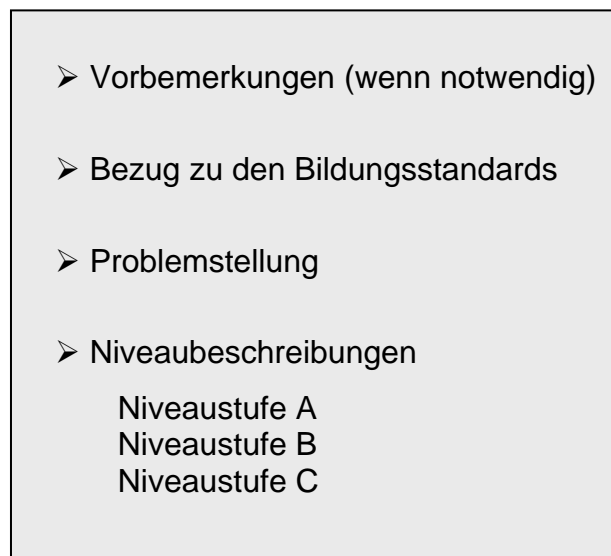 ➢ Vorbemerkungen (wenn notwendig)
➢ Bezug zu den Bildungsstandards
➢ Problemstellung
➢ Niveaubeschreibungen
Niveaustufe A
Niveaustufe B
Niveaustufe C